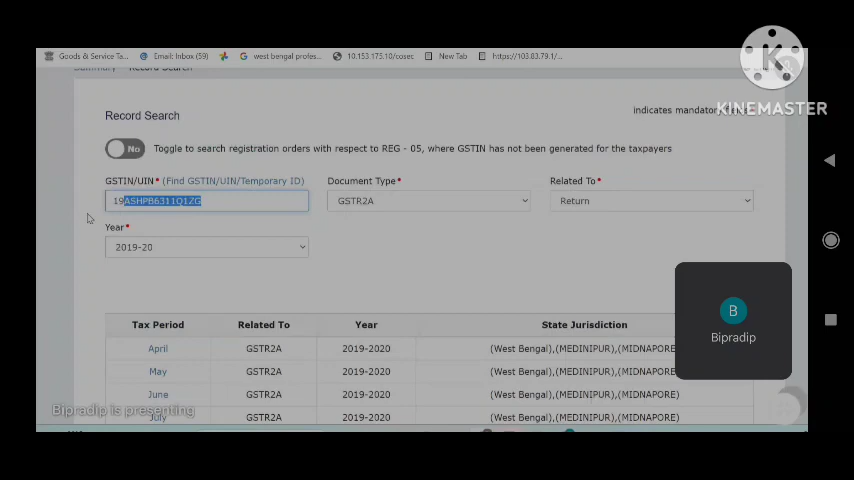 Goods & Service Ta... Email: Inbox (59) west bengal profes... 10.153.175.10/cosec New Tab https://103.83.79.1/...
Record Search
KINEMASTER
indicates mandatory fields
Record Search
No Toggle to search registration orders with respect to REG - 05, where GSTIN has not been generated for the taxpayers
GSTIN/UIN* (Find GSTIN/UIN/Temporary ID) Document Type* Related To*
19ASHPB6311Q1ZG GSTR2A Return
Year*
2019-20
Tax Period Related To Year State Jurisdiction
April GSTR2A 2019-2020 (West Bengal),(MEDINIPUR),(MIDNAPORE
May GSTR2A 2019-2020 (West Bengal),(MEDINIPUR),(MIDNAPORE
June GSTR2A 2019-2020 (West Bengal),(MEDINIPUR),(MIDNAPORE)
July GSTR2A 2019-2020 (West Bengal),(MEDINIPUR),(MIDNAPORE)
B
Bipradip
Bipradip is presenting